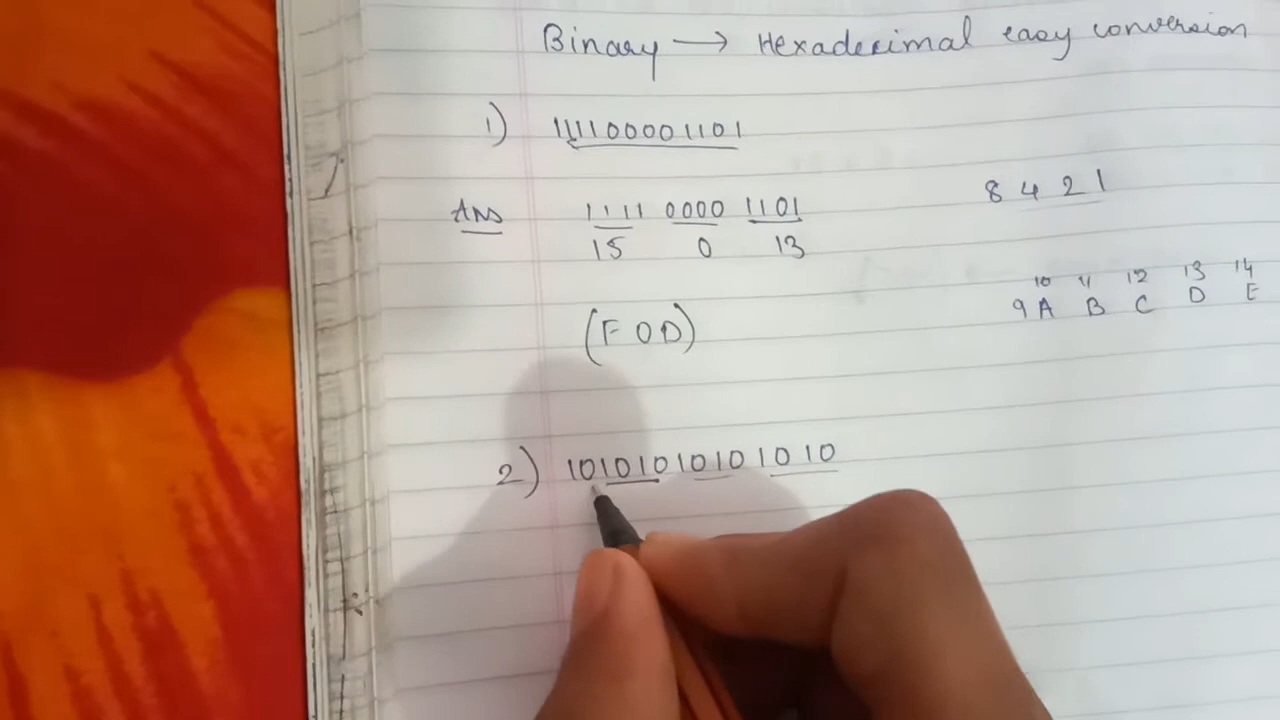 Binary → Hexadecimal easy conversion
1) 111100001101
8 4 2 1
Ans 1111 0000 1101
15 0 13
10 11 12 13 14
9 A B C D E
(F 0 D)
2) 10101010101010